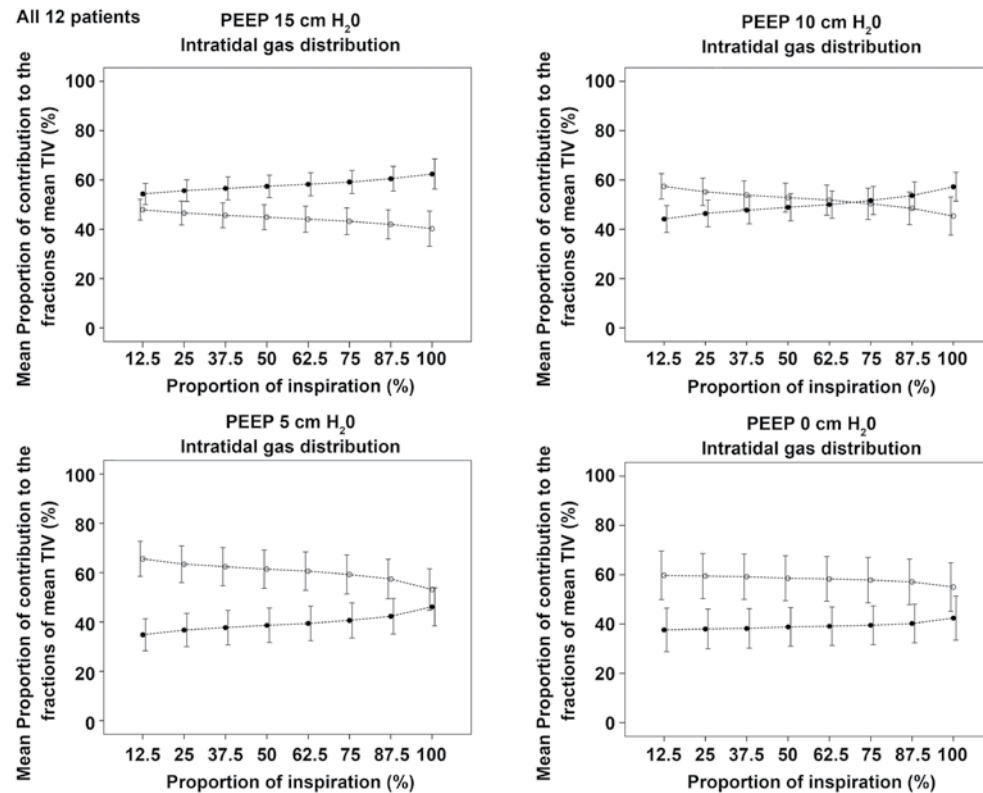 All 12 patients
PEEP 15 cm H₂0
Intratidal gas distribution
Mean Proportion of contribution to the
fractions of mean TIV (%)
100
80
60
40
20
0
12.5 25 37.5 50 62.5 75 87.5 100
Proportion of inspiration (%)
PEEP 10 cm H₂0
Intratidal gas distribution
Mean Proportion of contribution to the
fractions of mean TIV (%)
100
80
60
40
20
0
12.5 25 37.5 50 62.5 75 87.5 100
Proportion of inspiration (%)
PEEP 5 cm H₂0
Intratidal gas distribution
Mean Proportion of contribution to the
fractions of mean TIV (%)
100
80
60
40
20
0
12.5 25 37.5 50 62.5 75 87.5 100
Proportion of inspiration (%)
PEEP 0 cm H₂0
Intratidal gas distribution
Mean Proportion of contribution to the
fractions of mean TIV (%)
100
80
60
40
20
0
12.5 25 37.5 50 62.5 75 87.5 100
Proportion of inspiration (%)